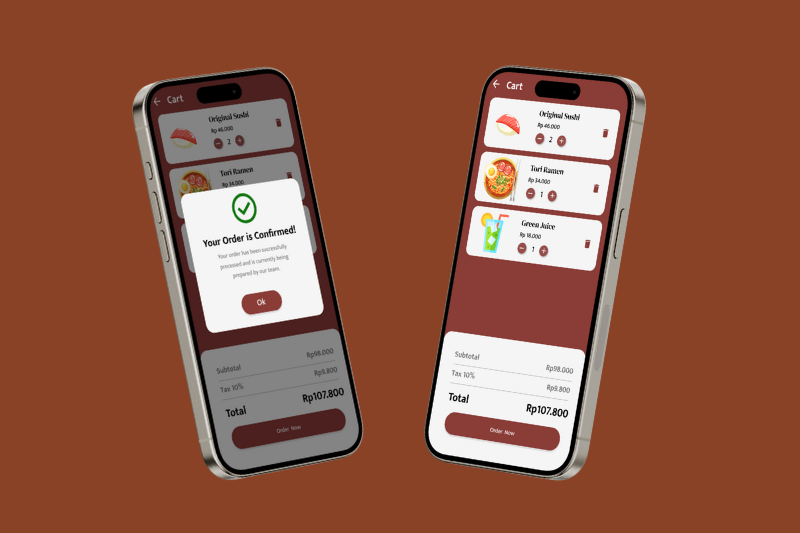 Cart
Original Sushi
Rp 46.000
2
Tori Ramen
Rp 34.000
Your Order is Confirmed!
Your order has been successfully
processed and is currently being
prepared by our team.
Ok
Subtotal Rp98.000
Tax 10% Rp9.800
Total Rp107.800
Order Now
Cart
Original Sushi
Rp 46.000
2
Tori Ramen
Rp 34.000
1
Green Juice
Rp 18.000
1
Subtotal Rp98.000
Tax 10% Rp9.800
Total Rp107.800
Order Now